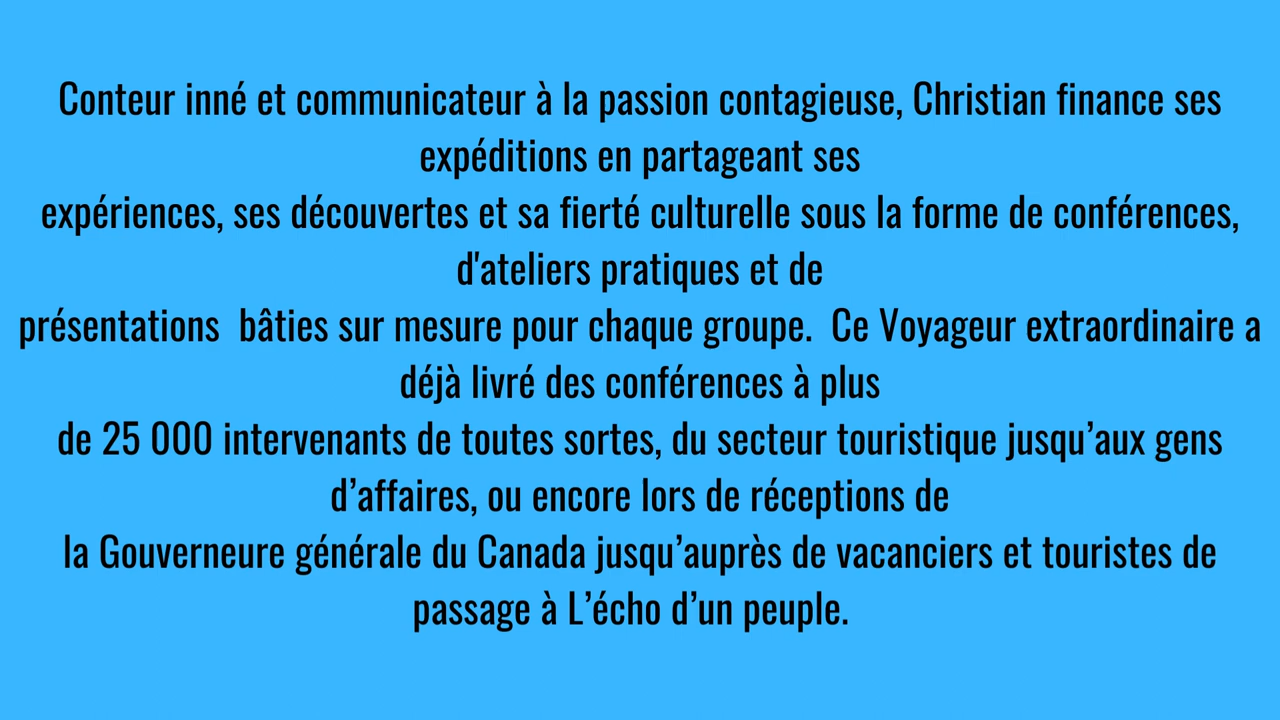 Conteur inné et communicateur à la passion contagieuse, Christian finance ses
expéditions en partageant ses
expériences, ses découvertes et sa fierté culturelle sous la forme de conférences,
d'ateliers pratiques et de
présentations  bâties sur mesure pour chaque groupe.  Ce Voyageur extraordinaire a
déjà livré des conférences à plus
de 25 000 intervenants de toutes sortes, du secteur touristique jusqu’aux gens
d’affaires, ou encore lors de réceptions de
la Gouverneure générale du Canada jusqu’auprès de vacanciers et touristes de
passage à L’écho d’un peuple.